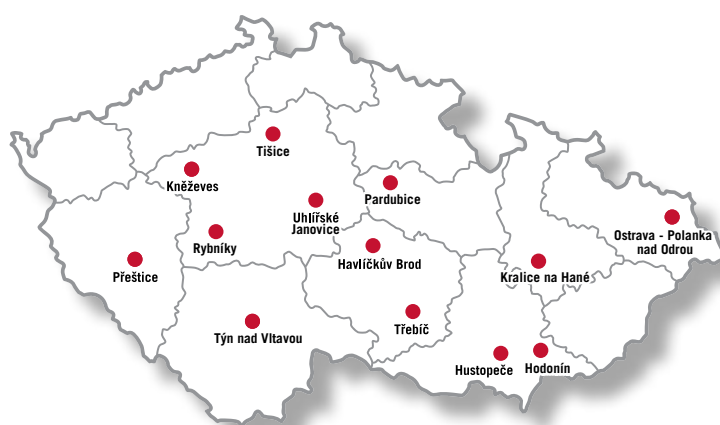 Tišice
Kněževes
Pardubice
Uhlířské
Janovice
Rybníky
Ostrava - Polanka
nad Odrou
Havlíčkův Brod
Přeštice
Kralice na Hané
Týn nad Vltavou
Třebíč
Hustopeče
Hodonín